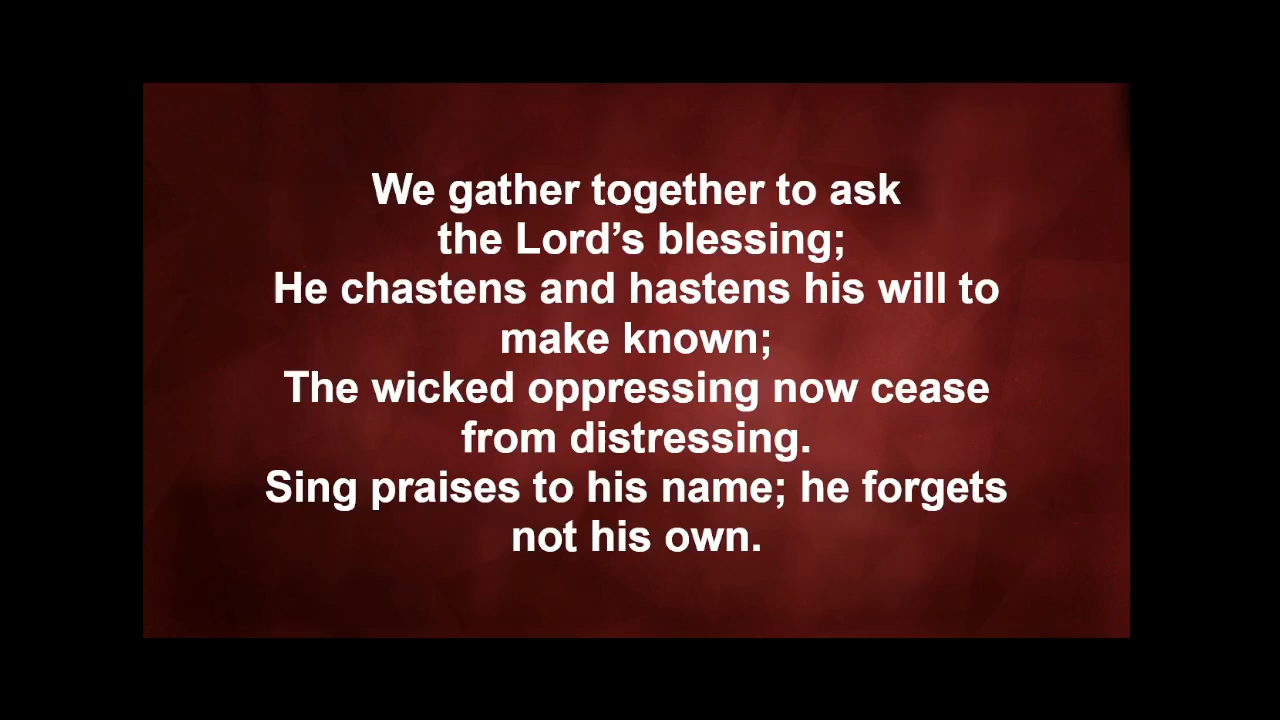 We gather together to ask
the Lord’s blessing;
He chastens and hastens his will to
make known;
The wicked oppressing now cease
from distressing.
Sing praises to his name; he forgets
not his own.